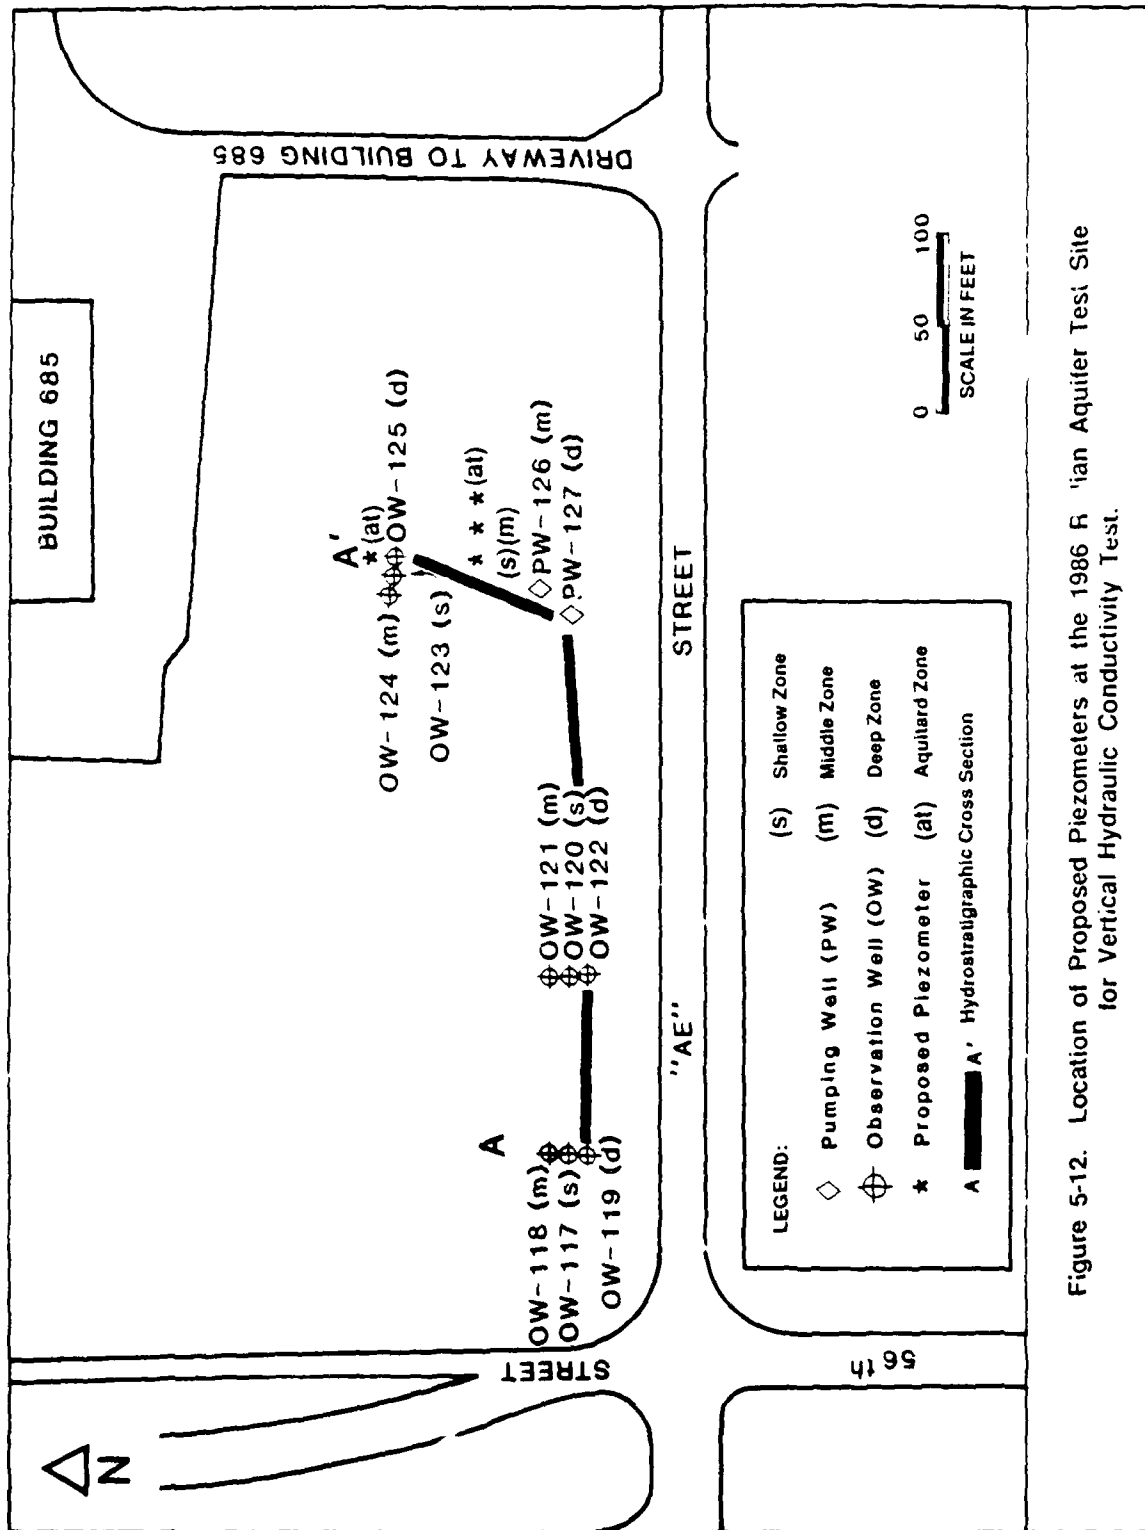 BUILDING 685
DRIVEWAY TO BUILDING 685
A'
*(at)
OW-125 (d)
OW-124 (m)
OW-123 (s)
* * *(at)
(s)(m)
PW-126 (m)
PW-127 (d)
OW-121 (m)
OW-120 (s)
OW-122 (d)
A
OW-118 (m)
OW-117 (s)
OW-119 (d)
"AE" STREET
56th STREET
N
0 50 100
SCALE IN FEET
LEGEND:
Pumping Well (PW)
Observation Well (OW)
* Proposed Piezometer
A A' Hydrostratigraphic Cross Section
(s) Shallow Zone
(m) Middle Zone
(d) Deep Zone
(at) Aquitard Zone
Figure 5-12. Location of Proposed Piezometers at the 1986 Aquifer Test Site
for Vertical Hydraulic Conductivity Test.